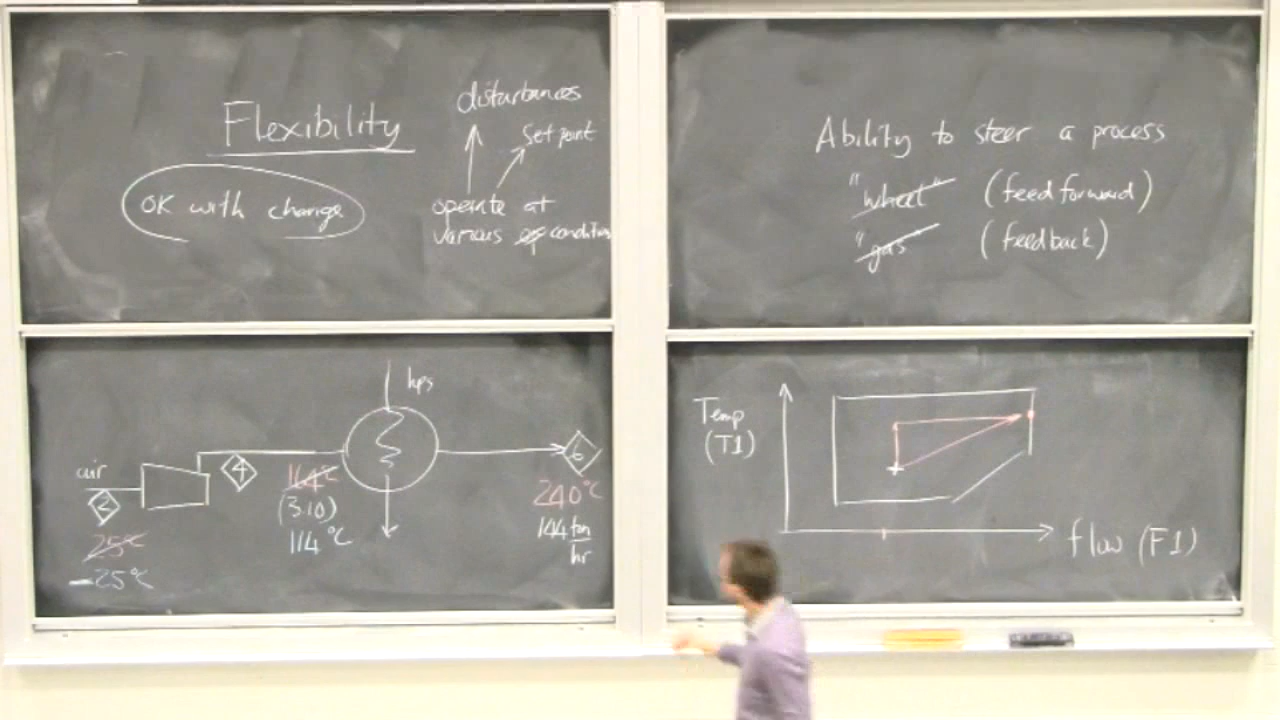 Flexibility
OK with change
disturbances
Set point
operate at
various op conditions
Ability to steer a process
"wheel" (feed forward)
"gas" (feedback)
hps
air
2
4
6
164°C
(3.10)
114°C
25°C
-25°C
240°C
144 ton
hr
Temp
(T1)
flow (F1)